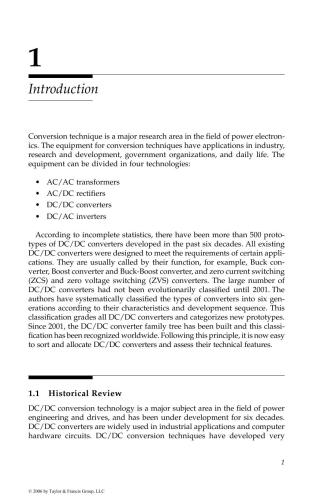 1
Introduction
Conversion technique is a major research area in the field of power electron-
ics. The equipment for conversion techniques have applications in industry,
research and development, government organizations, and daily life. The
equipment can be divided in four technologies:
• AC/AC transformers
• AC/DC rectifiers
• DC/DC converters
• DC/AC inverters
According to incomplete statistics, there have been more than 500 proto-
types of DC/DC converters developed in the past six decades. All existing
DC/DC converters were designed to meet the requirements of certain appli-
cations. They are usually called by their function, for example, Buck con-
verter, Boost converter and Buck-Boost converter, and zero current switching
(ZCS) and zero voltage switching (ZVS) converters. The large number of
DC/DC converters had not been evolutionarily classified until 2001. The
authors have systematically classified the types of converters into six gen-
erations according to their characteristics and development sequence. This
classification grades all DC/DC converters and categorizes new prototypes.
Since 2001, the DC/DC converter family tree has been built and this classi-
fication has been recognized worldwide. Following this principle, it is now easy
to sort and allocate DC/DC converters and assess their technical features.
1.1 Historical Review
DC/DC conversion technology is a major subject area in the field of power
engineering and drives, and has been under development for six decades.
DC/DC converters are widely used in industrial applications and computer
hardware circuits. DC/DC conversion techniques have developed very
1
© 2006 by Taylor & Francis Group, LLC